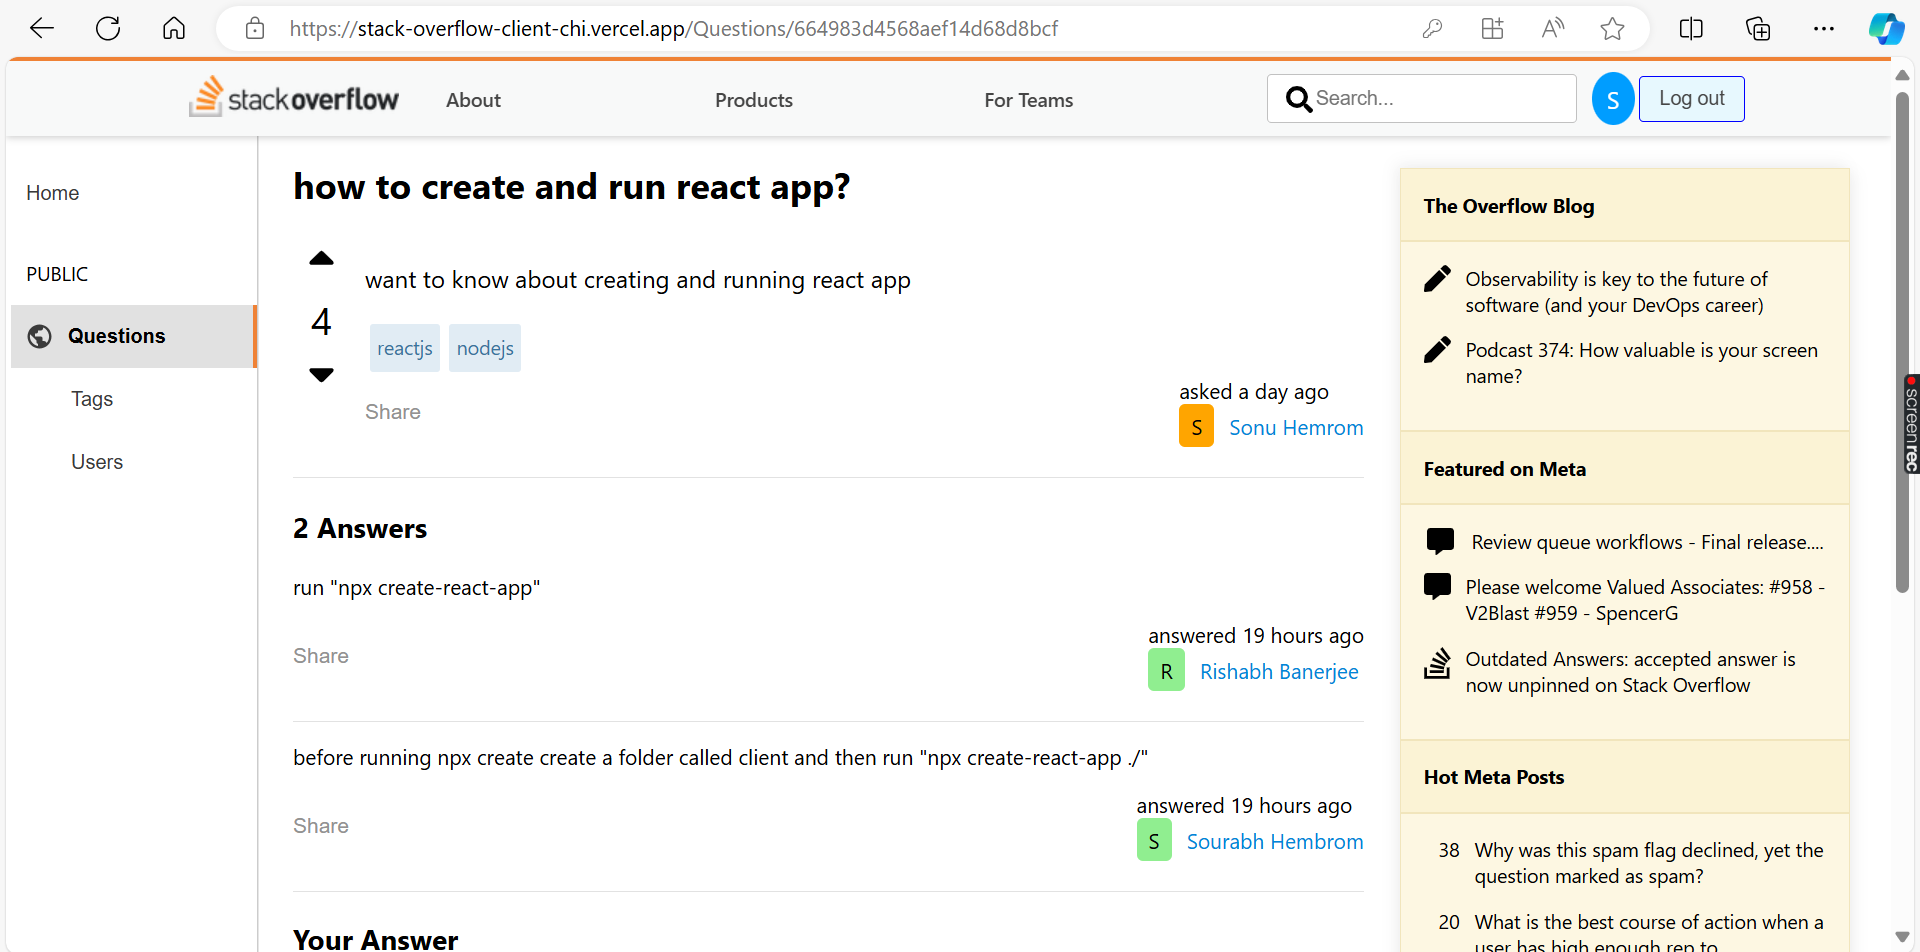 https://stack-overflow-client-chi.vercel.app/Questions/664983d4568aef14d68d8bcf
stackoverflow
About
Products
For Teams
Search...
S
Log out
Home
PUBLIC
Questions
Tags
Users
how to create and run react app?
want to know about creating and running react app
4
reactjs
nodejs
Share
asked a day ago
S
Sonu Hemrom
2 Answers
run "npx create-react-app"
Share
answered 19 hours ago
R
Rishabh Banerjee
before running npx create create a folder called client and then run "npx create-react-app ./"
Share
answered 19 hours ago
S
Sourabh Hembrom
Your Answer
The Overflow Blog
Observability is key to the future of
software (and your DevOps career)
Podcast 374: How valuable is your screen
name?
Featured on Meta
Review queue workflows - Final release....
Please welcome Valued Associates: #958 -
V2Blast #959 - SpencerG
Outdated Answers: accepted answer is
now unpinned on Stack Overflow
Hot Meta Posts
38 Why was this spam flag declined, yet the
question marked as spam?
20 What is the best course of action when a
user has high enough rep to
screenrec